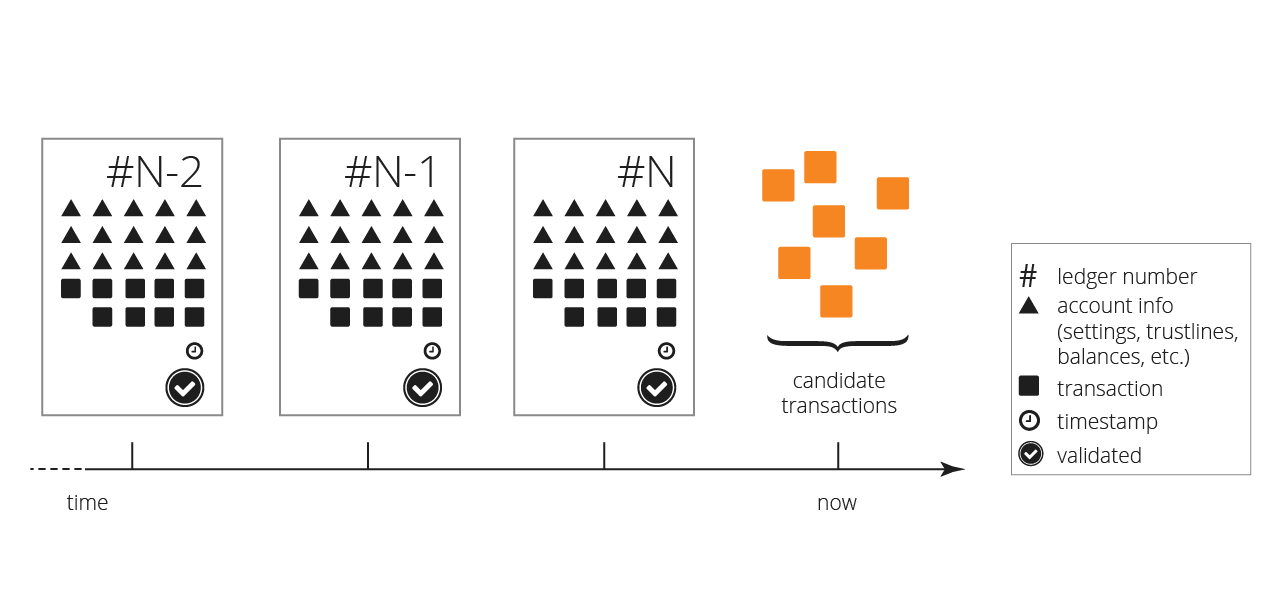 #N-2
#N-1
#N
candidate
transactions
time
now
# ledger number
account info
(settings, trustlines,
balances, etc.)
transaction
timestamp
validated